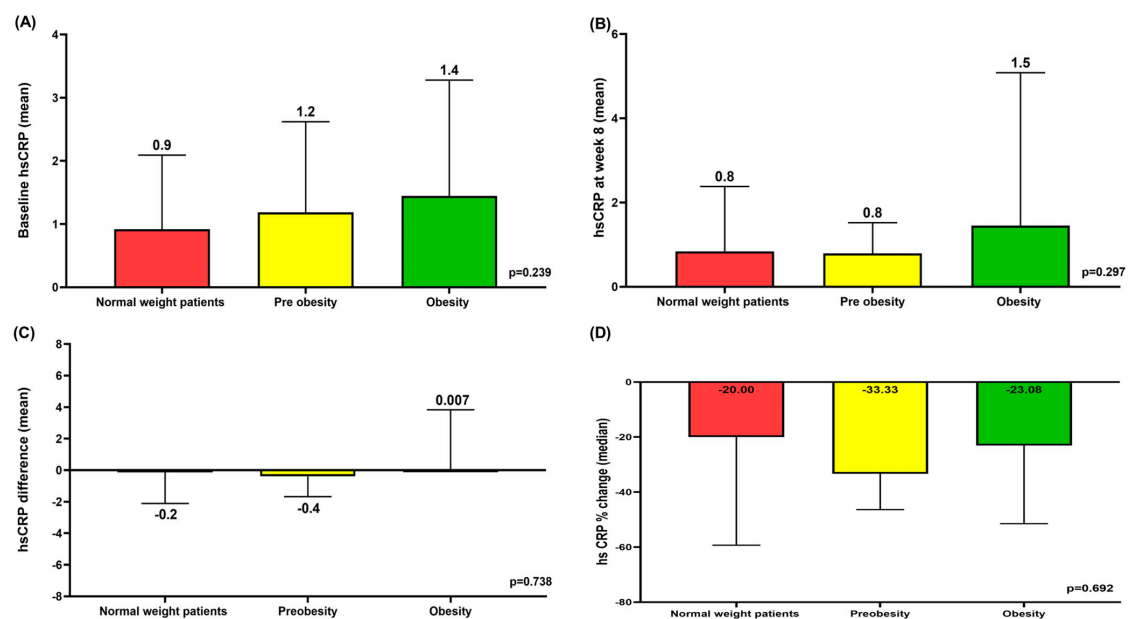 (A)
Baseline hsCRP (mean)
4
3
2
1
0
0.9
1.2
1.4
p=0.239
Normal weight patients
Pre obesity
Obesity
(B)
hsCRP at week 8 (mean)
6
4
2
0
0.8
0.8
1.5
p=0.297
Normal weight patients
Pre obesity
Obesity
(C)
hsCRP difference (mean)
8
6
4
2
0
-2
-4
-6
-8
-0.2
-0.4
0.007
p=0.738
Normal weight patients
Preobesity
Obesity
(D)
hs CRP % change (median)
0
-20
-40
-60
-80
-20.00
-33.33
-23.08
p=0.692
Normal weight patients
Preobesity
Obesity